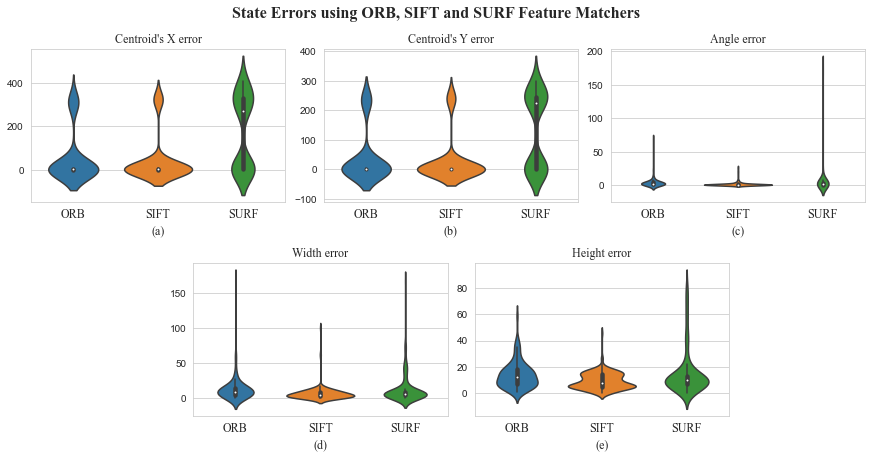 State Errors using ORB, SIFT and SURF Feature Matchers
Centroid's X error
400
200
0
ORB SIFT SURF
(a)
Centroid's Y error
400
300
200
100
0
−100
ORB SIFT SURF
(b)
Angle error
200
150
100
50
0
ORB SIFT SURF
(c)
Width error
150
100
50
0
ORB SIFT SURF
(d)
Height error
80
60
40
20
0
ORB SIFT SURF
(e)